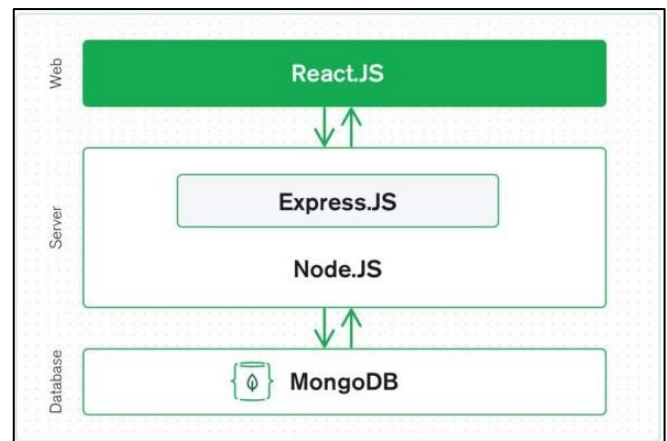 Web
React.JS
Server
Express.JS
Node.JS
Database
MongoDB